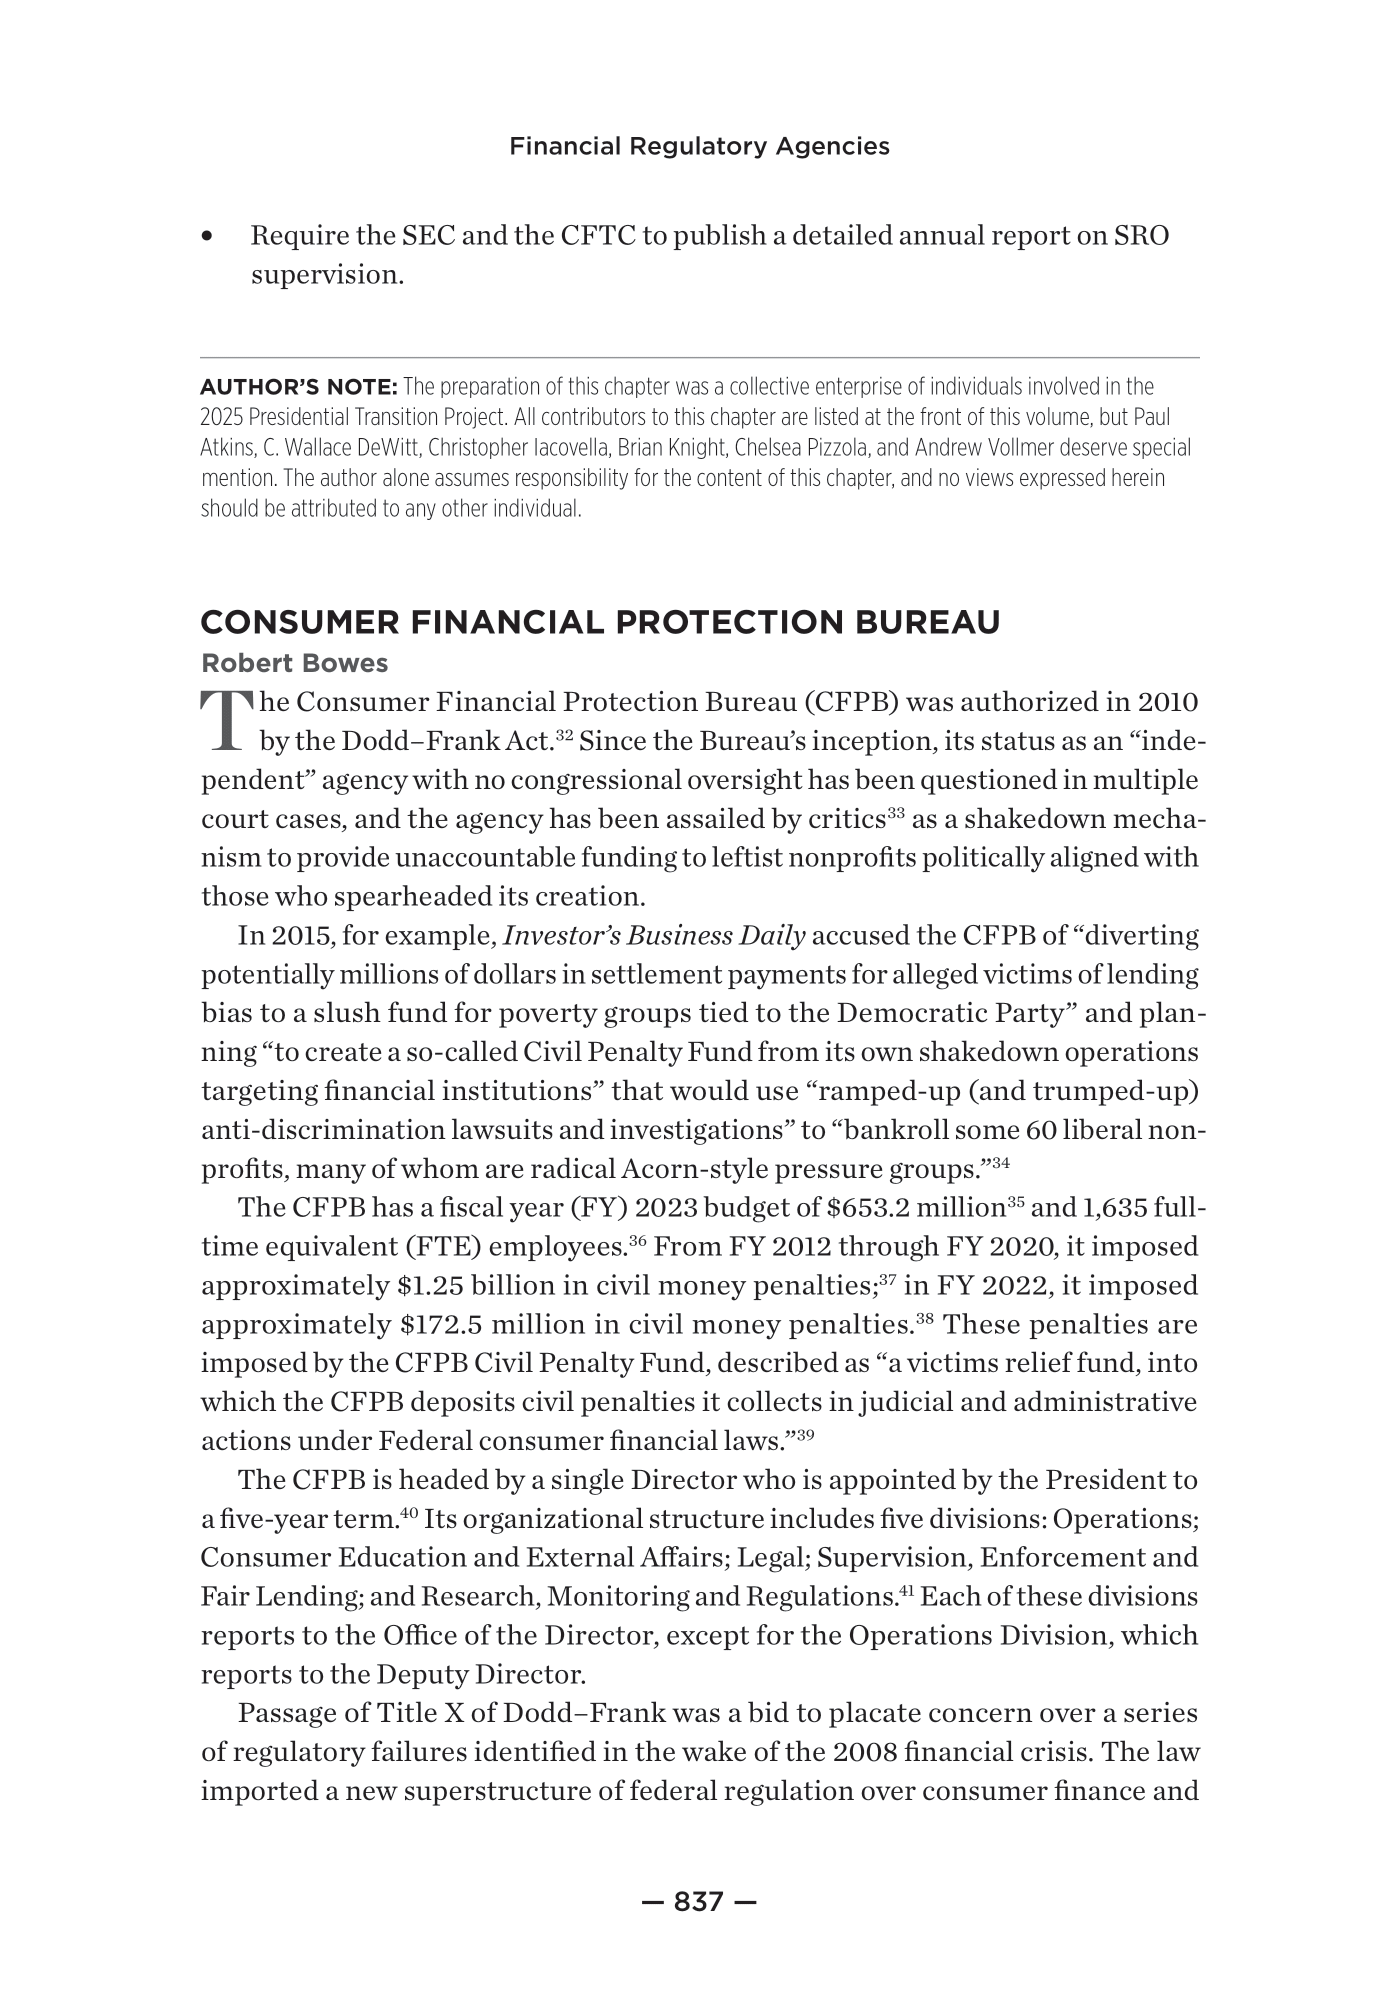 Financial Regulatory Agencies
• Require the SEC and the CFTC to publish a detailed annual report on SRO
supervision.
AUTHOR’S NOTE: The preparation of this chapter was a collective enterprise of individuals involved in the
2025 Presidential Transition Project. All contributors to this chapter are listed at the front of this volume, but Paul
Atkins, C. Wallace DeWitt, Christopher Iacovella, Brian Knight, Chelsea Pizzola, and Andrew Vollmer deserve special
mention. The author alone assumes responsibility for the content of this chapter, and no views expressed herein
should be attributed to any other individual.
CONSUMER FINANCIAL PROTECTION BUREAU
Robert Bowes
The Consumer Financial Protection Bureau (CFPB) was authorized in 2010
by the Dodd–Frank Act.³² Since the Bureau’s inception, its status as an “inde-
pendent” agency with no congressional oversight has been questioned in multiple
court cases, and the agency has been assailed by critics³³ as a shakedown mecha-
nism to provide unaccountable funding to leftist nonprofits politically aligned with
those who spearheaded its creation.
In 2015, for example, Investor’s Business Daily accused the CFPB of “diverting
potentially millions of dollars in settlement payments for alleged victims of lending
bias to a slush fund for poverty groups tied to the Democratic Party” and plan-
ning “to create a so-called Civil Penalty Fund from its own shakedown operations
targeting financial institutions” that would use “ramped-up (and trumped-up)
anti-discrimination lawsuits and investigations” to “bankroll some 60 liberal non-
profits, many of whom are radical Acorn-style pressure groups.”³⁴
The CFPB has a fiscal year (FY) 2023 budget of $653.2 million³⁵ and 1,635 full-
time equivalent (FTE) employees.³⁶ From FY 2012 through FY 2020, it imposed
approximately $1.25 billion in civil money penalties;³⁷ in FY 2022, it imposed
approximately $172.5 million in civil money penalties.³⁸ These penalties are
imposed by the CFPB Civil Penalty Fund, described as “a victims relief fund, into
which the CFPB deposits civil penalties it collects in judicial and administrative
actions under Federal consumer financial laws.”³⁹
The CFPB is headed by a single Director who is appointed by the President to
a five-year term.⁴⁰ Its organizational structure includes five divisions: Operations;
Consumer Education and External Affairs; Legal; Supervision, Enforcement and
Fair Lending; and Research, Monitoring and Regulations.⁴¹ Each of these divisions
reports to the Office of the Director, except for the Operations Division, which
reports to the Deputy Director.
Passage of Title X of Dodd–Frank was a bid to placate concern over a series
of regulatory failures identified in the wake of the 2008 financial crisis. The law
imported a new superstructure of federal regulation over consumer finance and
— 837 —